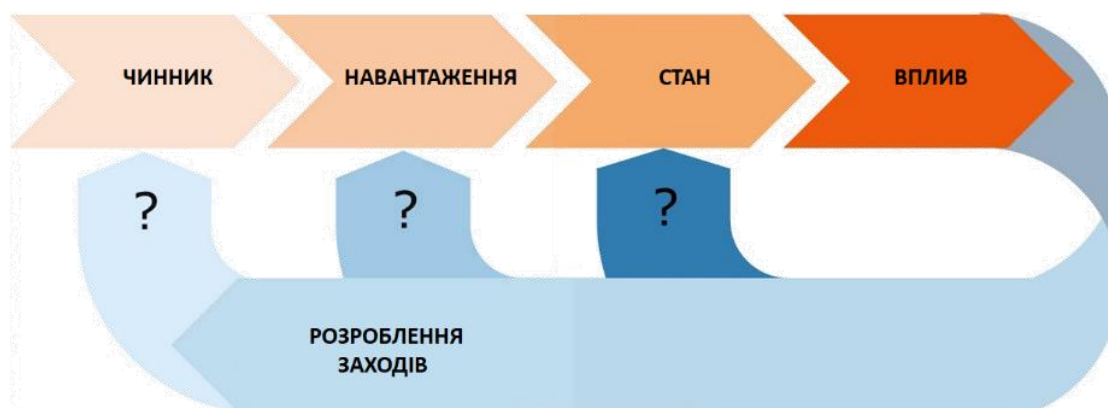 ЧИННИК
НАВАНТАЖЕННЯ
СТАН
ВПЛИВ
?
?
?
РОЗРОБЛЕННЯ
ЗАХОДІВ